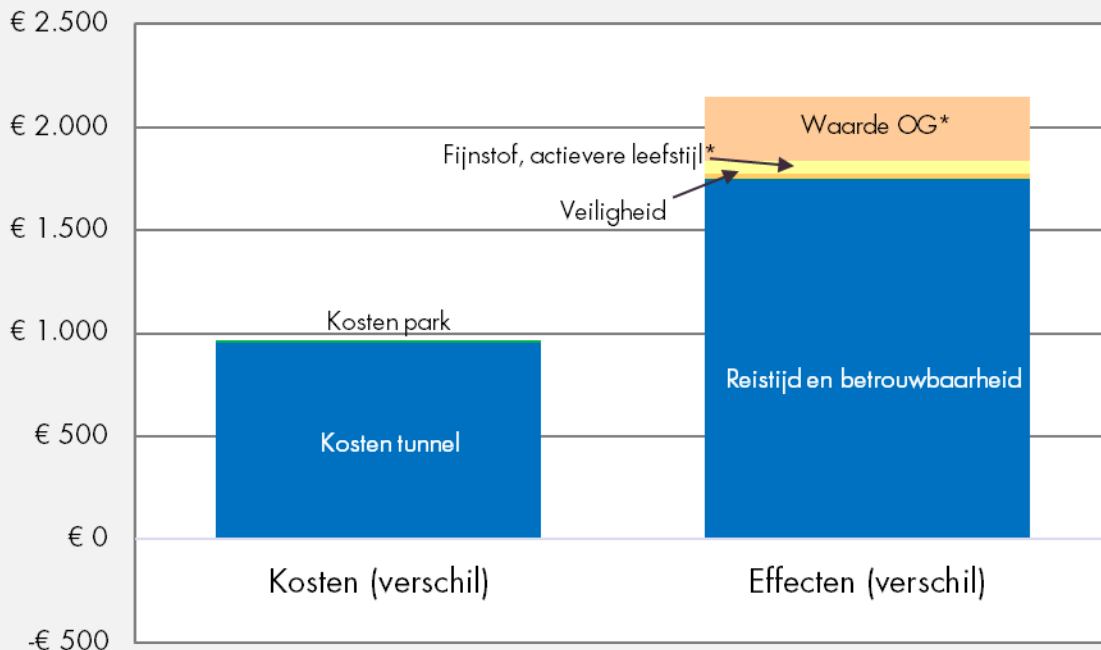 € 2.500
€ 2.000
€ 1.500
€ 1.000
€ 500
€ 0
-€ 500
Kosten park
Kosten tunnel
Waarde OG*
Fijnstof, actievere leefstijl*
Veiligheid
Reistijd en betrouwbaarheid
Kosten (verschil)
Effecten (verschil)